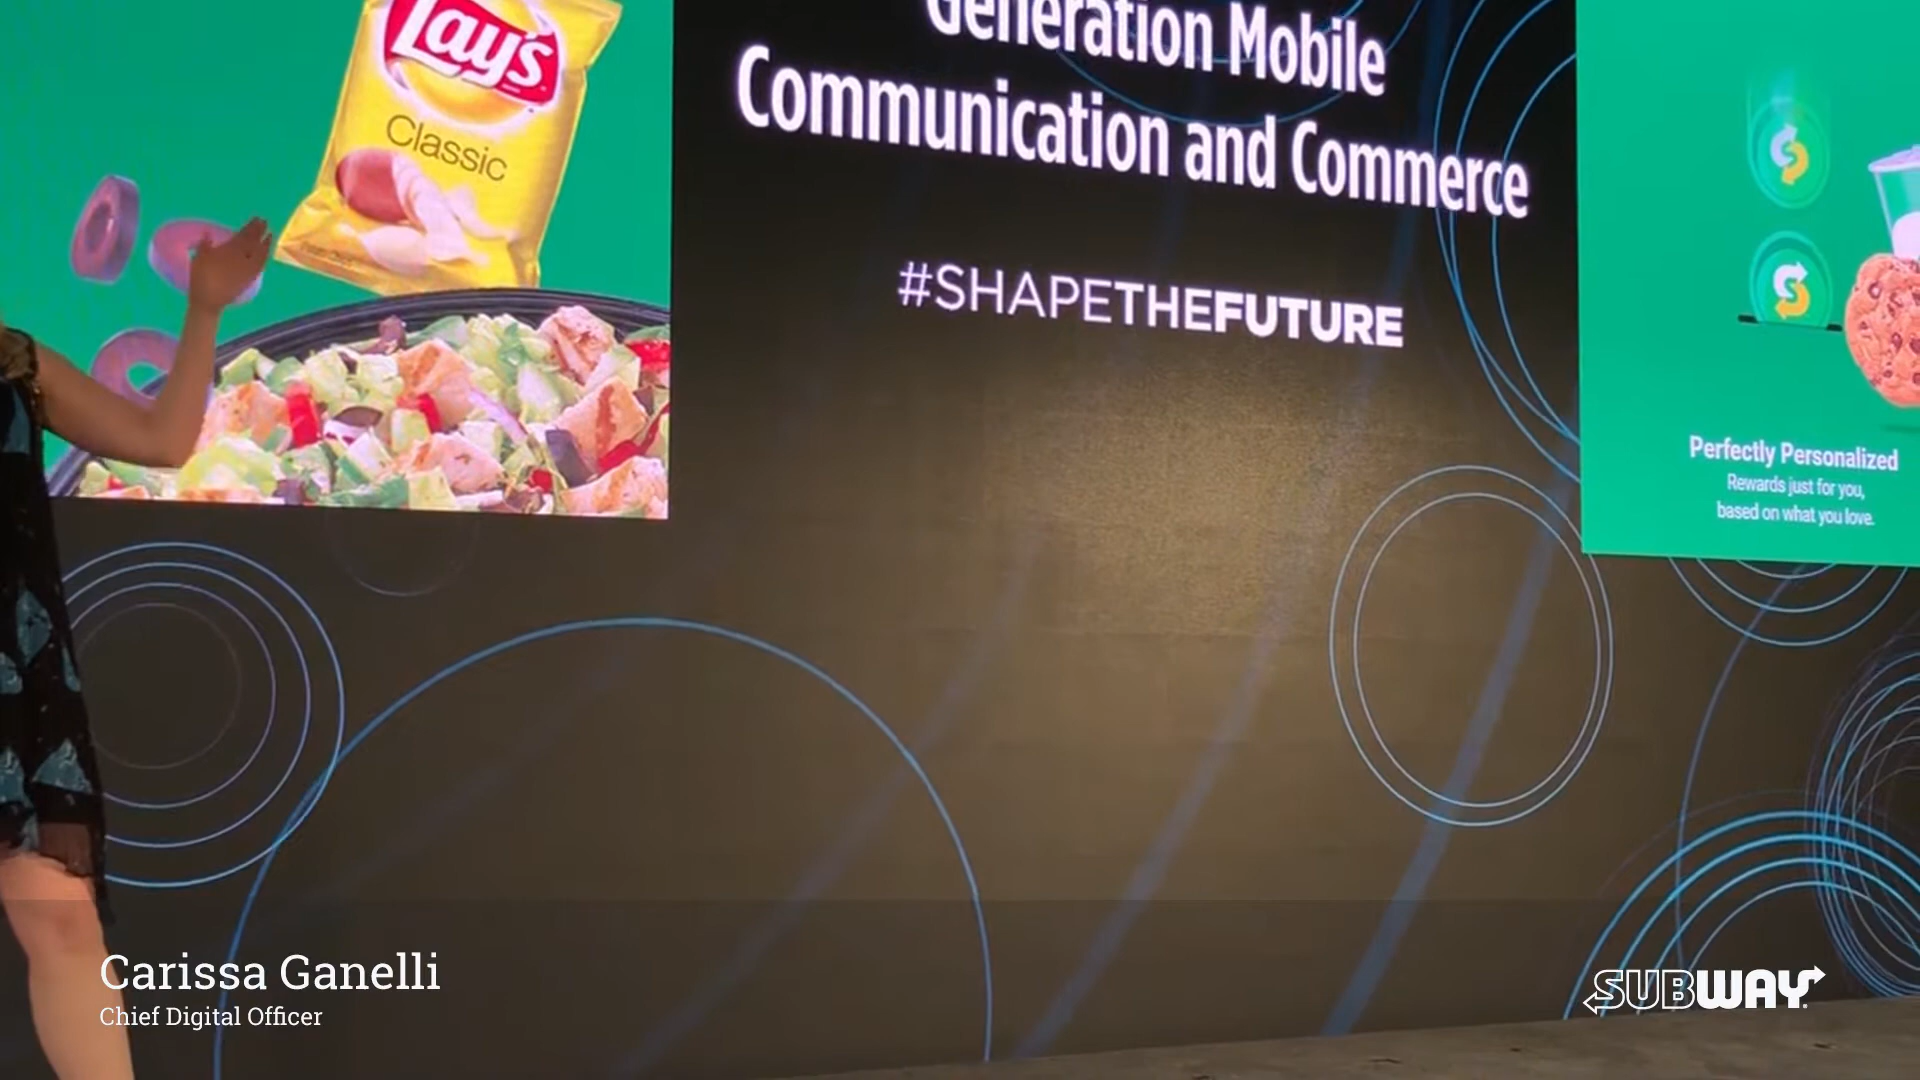 Lay's
Classic
Generation Mobile
Communication and Commerce
#SHAPETHEFUTURE
Perfectly Personalized
Rewards just for you,
based on what you love.
Carissa Ganelli
Chief Digital Officer
SUBWAY